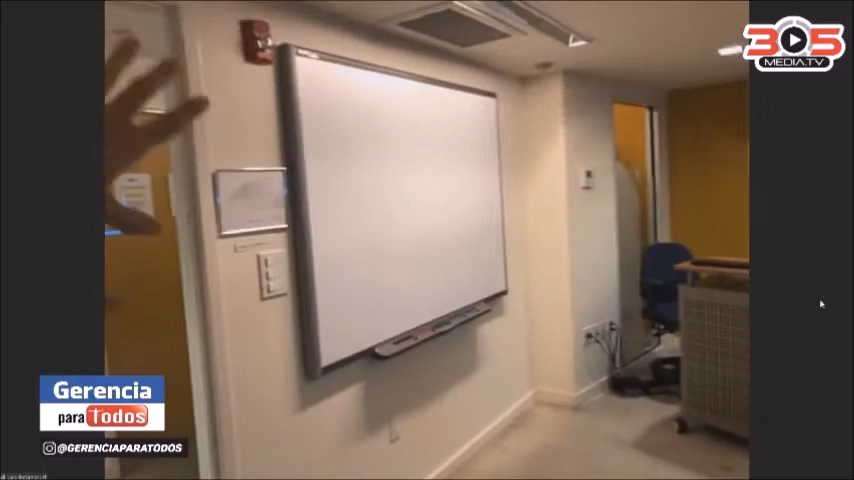 305
MEDIA.TV
Gerencia
para Todos
@GERENCIAPARATODOS